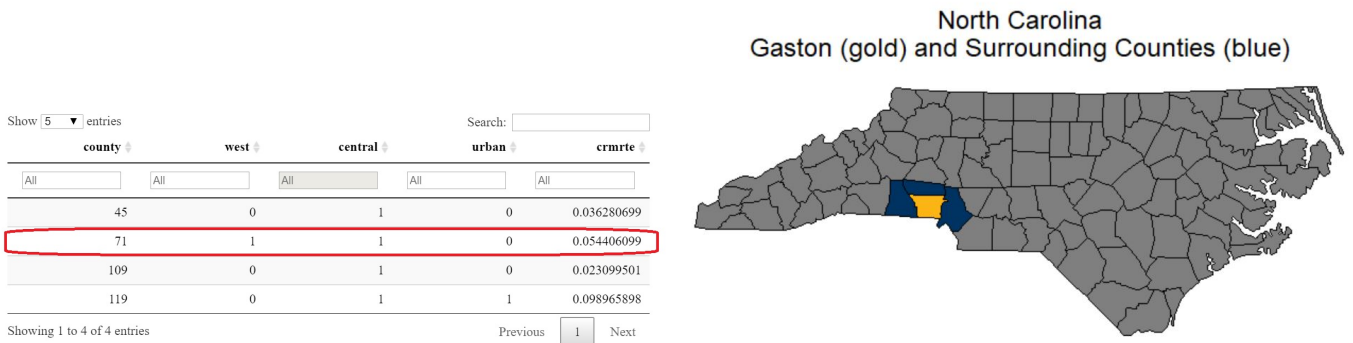 North Carolina
Gaston (gold) and Surrounding Counties (blue)
Show 5 entries
Search:
county west central urban crmrte
All All All All All
45 0 1 0 0.036280699
71 1 1 0 0.054406099
109 0 1 0 0.023099501
119 0 1 1 0.098965898
Showing 1 to 4 of 4 entries
Previous 1 Next